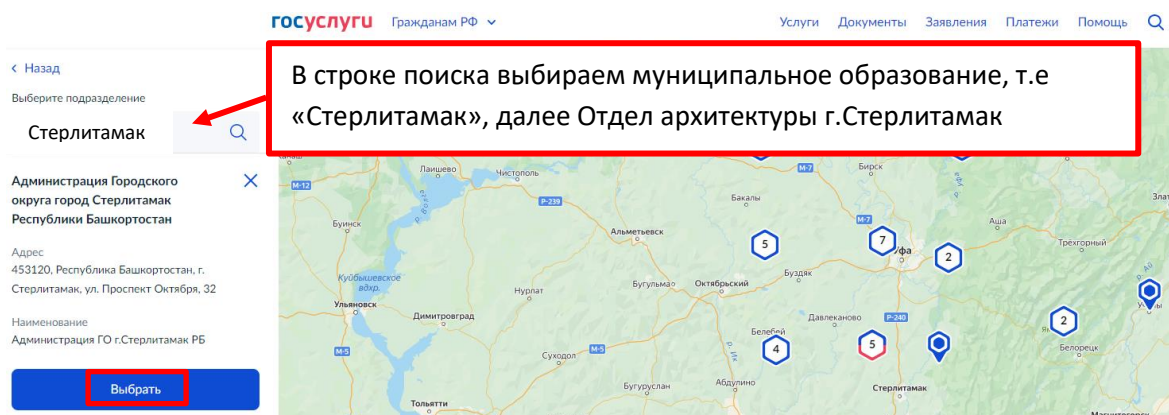 госуслуги Гражданам РФ Услуги Документы Заявления Платежи Помощь
Назад
Выберите подразделение
Стерлитамак
В строке поиска выбираем муниципальное образование, т.е
«Стерлитамак», далее Отдел архитектуры г.Стерлитамак
Администрация Городского
округа город Стерлитамак
Республики Башкортостан
Адрес
453120, Республика Башкортостан, г.
Стерлитамак, ул. Проспект Октября, 32
Наименование
Администрация ГО г.Стерлитамак РБ
Выбрать
Лаишево
Чистополь
М-7
Бирск
М-12
Р-239
Бакалы
Буинск
Альметьевск
М-7
Аша
5
7
Уфа
2
Трёхгорный
Куйбышевское
вдхр.
Нурлат
Бугульма
Октябрьский
Буздяк
р. Ай
Ульяновск
Димитровград
Давлеканово
Р-240
Белебей
4
5
2
Белорецк
М-5
Суходол
М-5
р. Ик
Бугуруслан
Абдулино
Стерлитамак
Тольятти